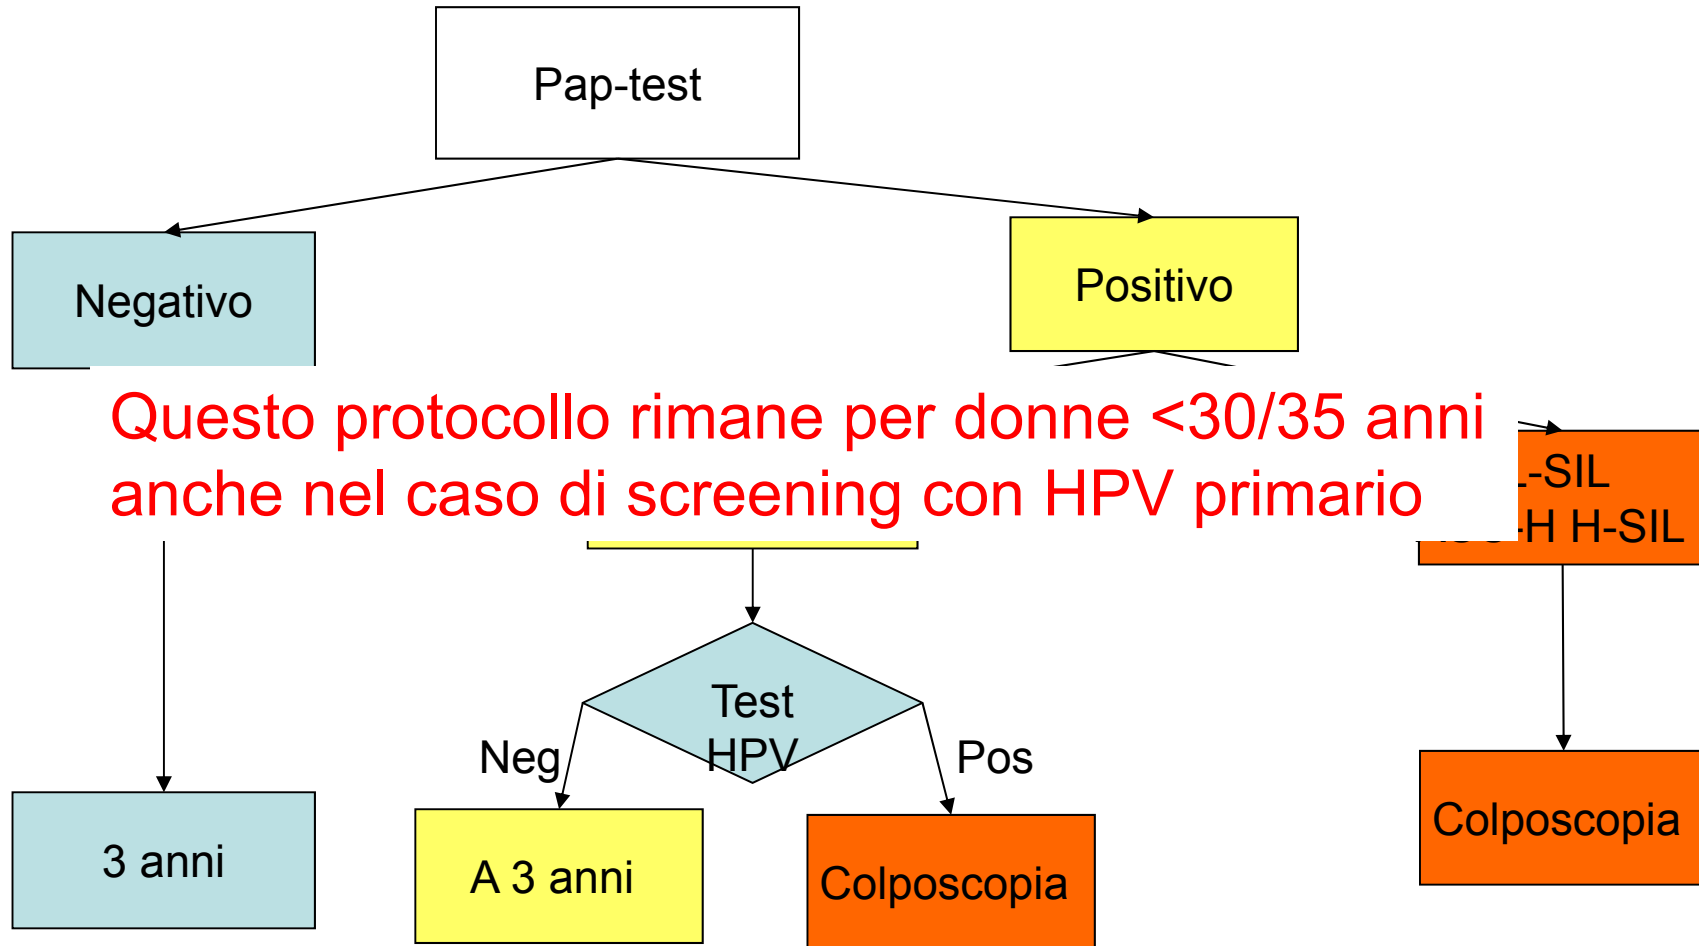 Pap-test
Negativo
Positivo
Questo protocollo rimane per donne <30/35 anni
anche nel caso di screening con HPV primario
-SIL
-H H-SIL
Test
HPV
Neg
Pos
3 anni
A 3 anni
Colposcopia
Colposcopia